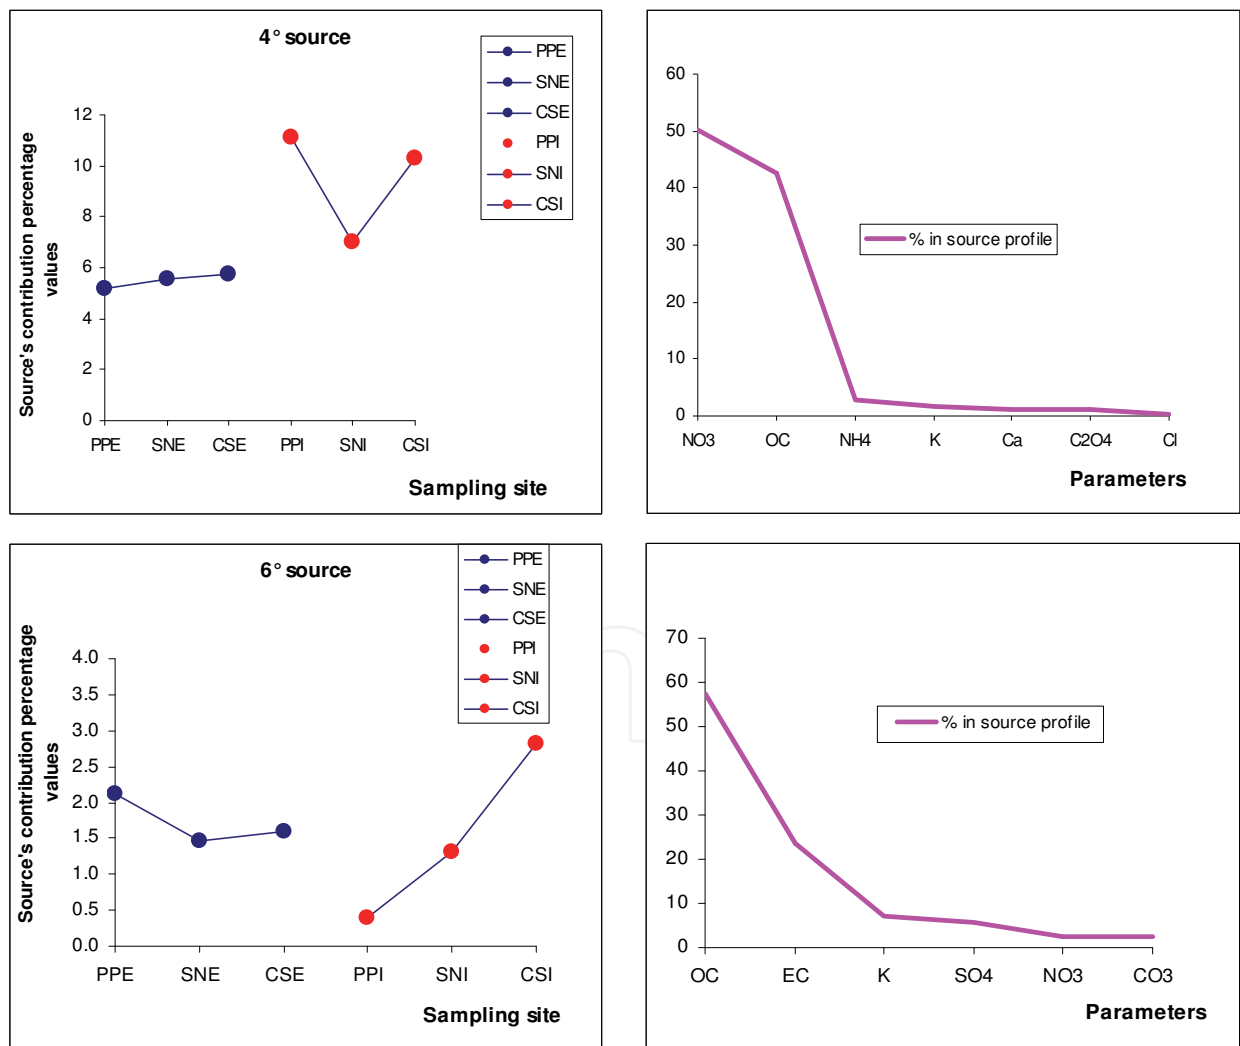 4° source
PPE
SNE
CSE
PPI
SNI
CSI
Source's contribution percentage
values
12
10
8
6
4
2
0
PPE SNE CSE PPI SNI CSI
Sampling site
60
50
40
30
20
10
0
% in source profile
NO3 OC NH4 K Ca C2O4 Cl
Parameters
6° source
PPE
SNE
CSE
PPI
SNI
CSI
Source's contribution percentage
values
4.0
3.5
3.0
2.5
2.0
1.5
1.0
0.5
0.0
PPE SNE CSE PPI SNI CSI
Sampling site
70
60
50
40
30
20
10
0
% in source profile
OC EC K SO4 NO3 CO3
Parameters